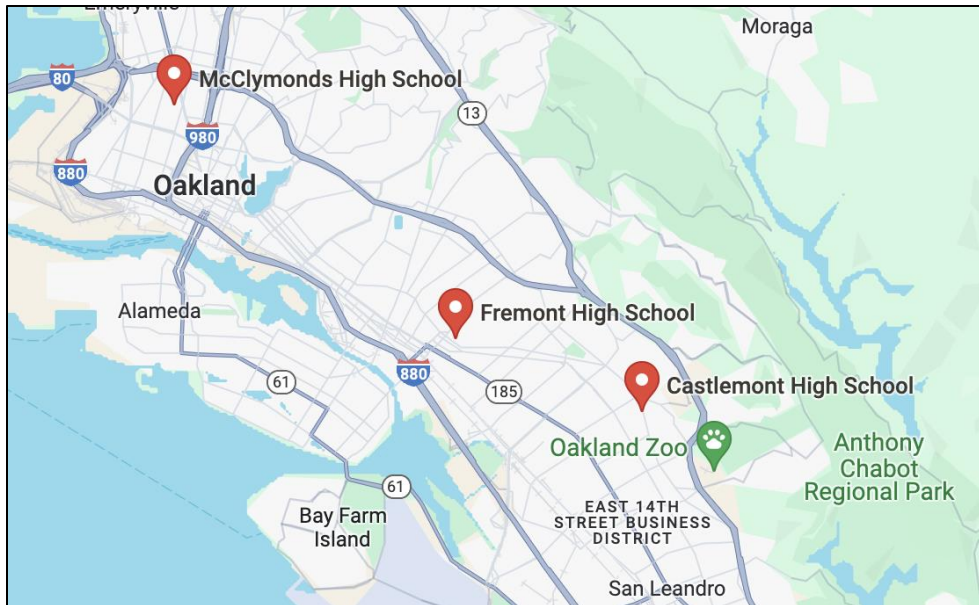 Emeryville
Moraga
80
McClymonds High School
13
980
880
Oakland
Alameda
Fremont High School
880
61
185
Castlemont High School
Oakland Zoo
Anthony
Chabot
Regional Park
61
Bay Farm
Island
EAST 14TH
STREET BUSINESS
DISTRICT
San Leandro